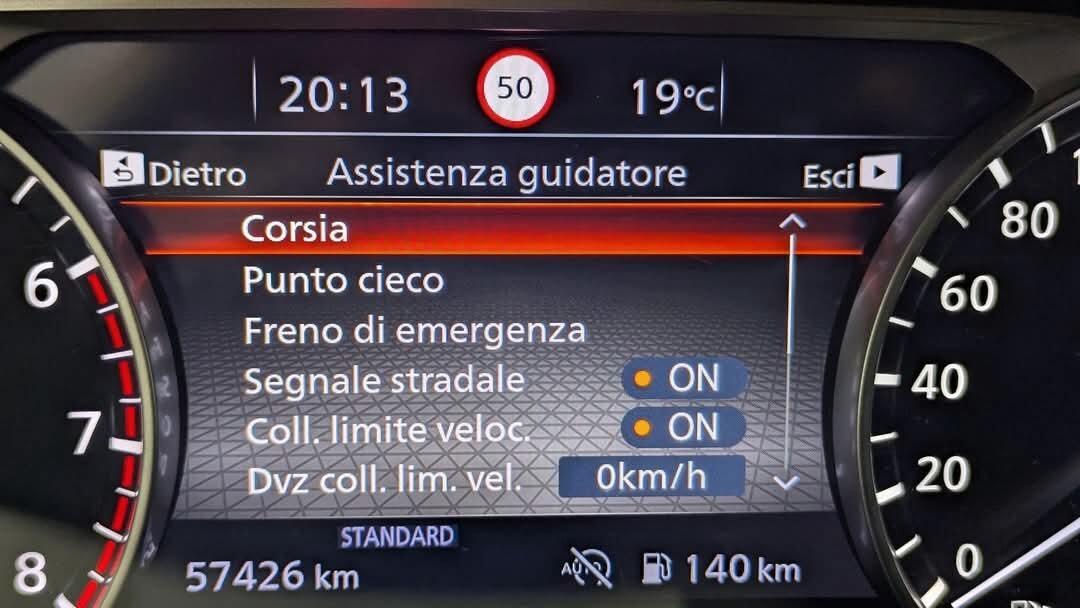 20:13 50 19°C
Dietro Assistenza guidatore Esci
Corsia
Punto cieco
Freno di emergenza
Segnale stradale ON
Coll. limite veloc. ON
Dvz coll. lim. vel. 0km/h
STANDARD
57426 km 140 km
6
7
8
80
60
40
20
0